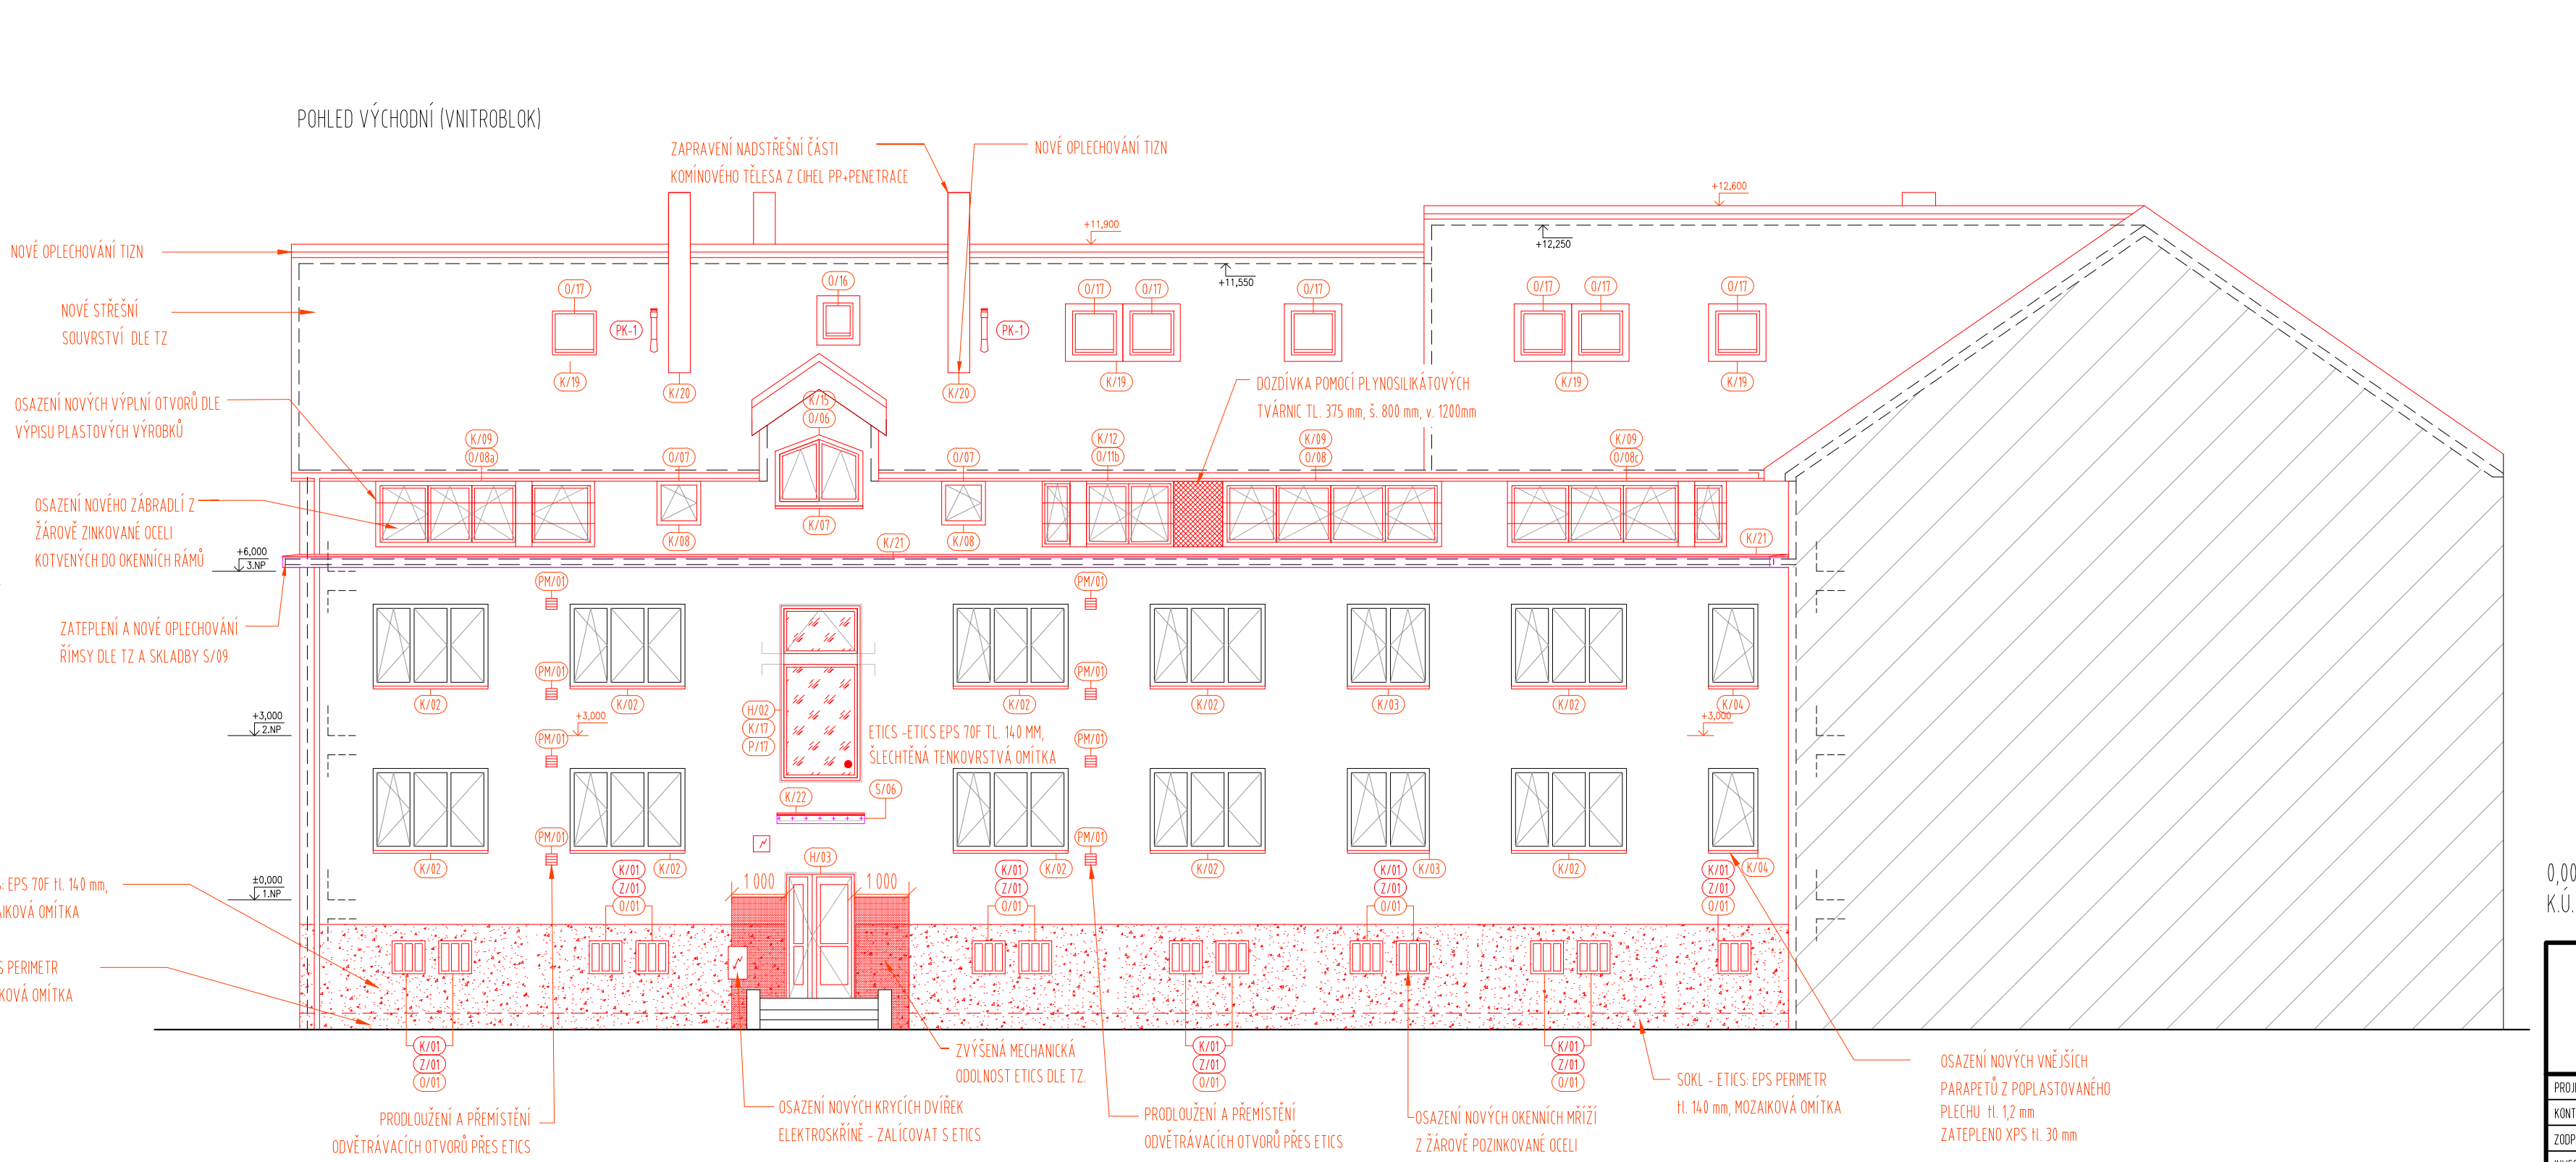 POHLED VÝCHODNÍ (VNITROBLOK)
ZAPRAVENÍ NADSTŘEŠNÍ ČÁSTI
KOMÍNOVÉHO TĚLESA Z CIHEL PP+PENETRACE
NOVÉ OPLECHOVÁNÍ TIZN
+12,600
+11,900
+12,250
+11,550
NOVÉ OPLECHOVÁNÍ TIZN
NOVÉ STŘEŠNÍ
SOUVRSTVÍ DLE TZ
O/17
O/16
O/17
O/17
O/17
O/17
O/17
O/17
PK-1
PK-1
K/19
K/20
K/20
K/19
K/19
K/19
DOZDÍVKA POMOCÍ PLYNOSILIKÁTOVÝCH
TVÁRNIC TL. 375 mm, š. 800 mm, v. 1200mm
OSAZENÍ NOVÝCH VÝPLNÍ OTVORŮ DLE
VÝPISU PLASTOVÝCH VÝROBKŮ
K/15
O/06
K/09
O/08a
O/07
O/07
K/12
O/11b
K/09
O/08
K/09
O/08c
OSAZENÍ NOVÉHO ZÁBRADLÍ Z
ŽÁROVĚ ZINKOVANÉ OCELI
KOTVENÝCH DO OKENNÍCH RÁMŮ
K/08
K/07
K/08
K/21
K/21
+6,000
3.NP
ZATEPLENÍ A NOVÉ OPLECHOVÁNÍ
ŘÍMSY DLE TZ A SKLADBY S/09
PM/01
PM/01
PM/01
PM/01
K/02
K/02
K/02
K/02
K/03
K/02
K/04
+3,000
2.NP
+3,000
+3,000
H/02
K/17
P/17
ETICS -ETICS EPS 70F TL. 140 MM,
ŠLECHTĚNÁ TENKOVRSTVÁ OMÍTKA
PM/01
PM/01
K/22
S/06
PM/01
PM/01
H/03
K/02
K/02
K/02
K/02
K/03
K/02
K/04
±0,000
1.NP
: EPS 70F tl. 140 mm,
AIKOVÁ OMÍTKA
K/01
Z/01
O/01
1 000
1 000
K/01
Z/01
O/01
K/01
Z/01
O/01
K/01
Z/01
O/01
S PERIMETR
KOVÁ OMÍTKA
K/01
Z/01
O/01
K/01
Z/01
O/01
K/01
Z/01
O/01
ZVÝŠENÁ MECHANICKÁ
ODOLNOST ETICS DLE TZ.
PRODLOUŽENÍ A PŘEMÍSTĚNÍ
ODVĚTRÁVACÍCH OTVORŮ PŘES ETICS
OSAZENÍ NOVÝCH KRYCÍCH DVÍŘEK
ELEKTROSKŘÍNĚ - ZALÍCOVAT S ETICS
PRODLOUŽENÍ A PŘEMÍSTĚNÍ
ODVĚTRÁVACÍCH OTVORŮ PŘES ETICS
OSAZENÍ NOVÝCH OKENNÍCH MŘÍŽÍ
Z ŽÁROVĚ POZINKOVANÉ OCELI
SOKL - ETICS: EPS PERIMETR
tl. 140 mm, MOZAIKOVÁ OMÍTKA
OSAZENÍ NOVÝCH VNĚJŠÍCH
PARAPETŮ Z POPLASTOVANÉHO
PLECHU tl. 1,2 mm
ZATEPLENO XPS tl. 30 mm
0,00
K.Ú.
PROJ
KONT
ZODP